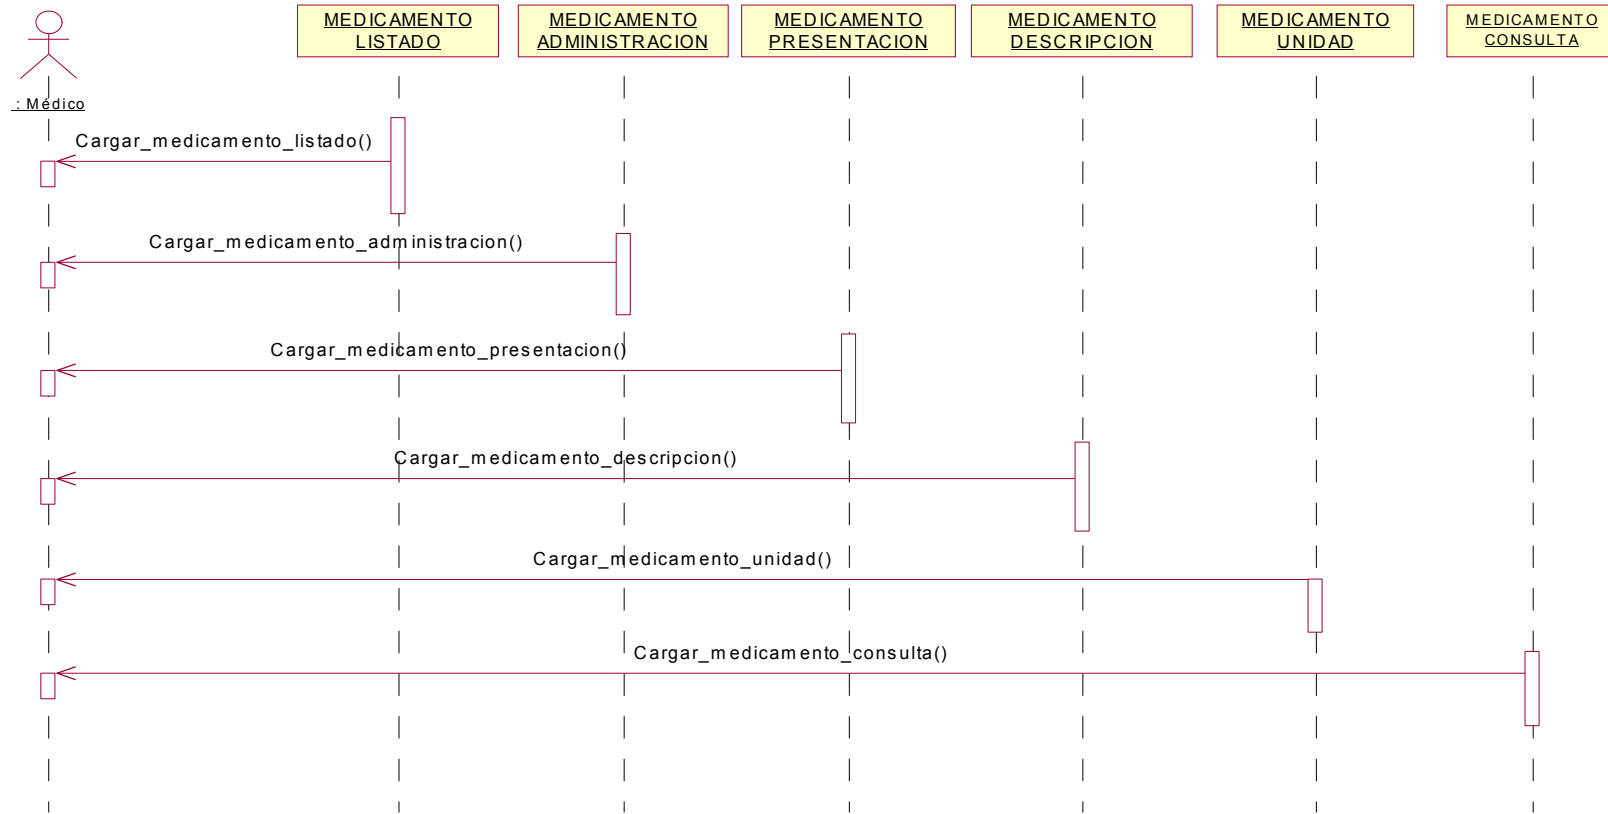 MEDICAMENTO
LISTADO
MEDICAMENTO
ADMINISTRACION
MEDICAMENTO
PRESENTACION
MEDICAMENTO
DESCRIPCION
MEDICAMENTO
UNIDAD
MEDICAMENTO
CONSULTA
: Médico
Cargar_medicamento_listado()
Cargar_medicamento_administracion()
Cargar_medicamento_presentacion()
Cargar_medicamento_descripcion()
Cargar_medicamento_unidad()
Cargar_medicamento_consulta()